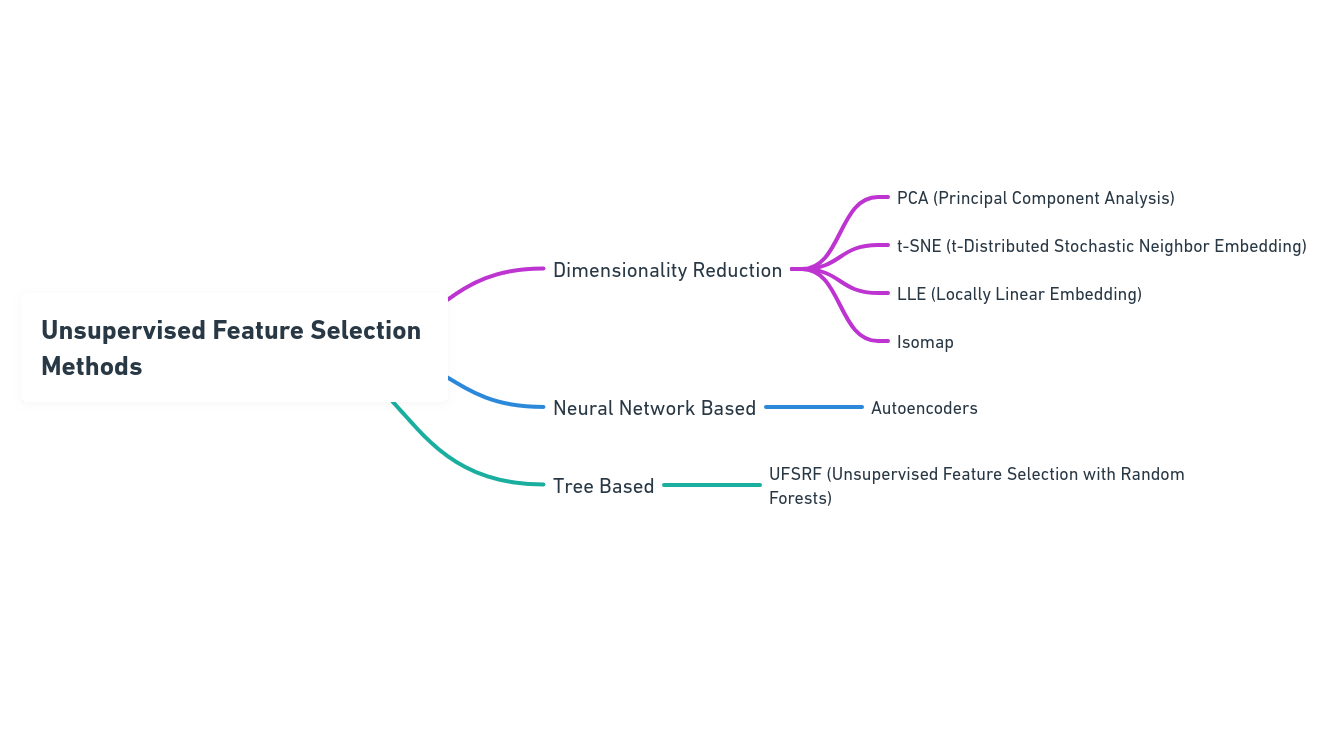 Unsupervised Feature Selection
Methods
Dimensionality Reduction
PCA (Principal Component Analysis)
t-SNE (t-Distributed Stochastic Neighbor Embedding)
LLE (Locally Linear Embedding)
Isomap
Neural Network Based
Autoencoders
Tree Based
UFSRF (Unsupervised Feature Selection with Random
Forests)